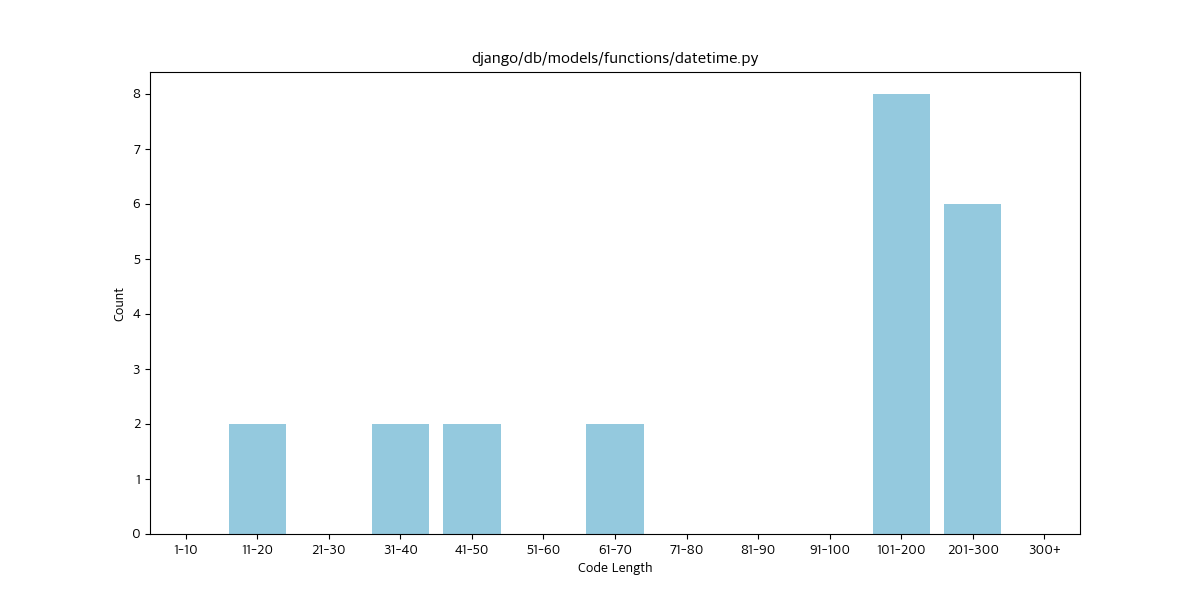 django/db/models/functions/datetime.py
8
7
6
5
4
3
2
1
0
Count
1-10 11-20 21-30 31-40 41-50 51-60 61-70 71-80 81-90 91-100 101-200 201-300 300+
Code Length